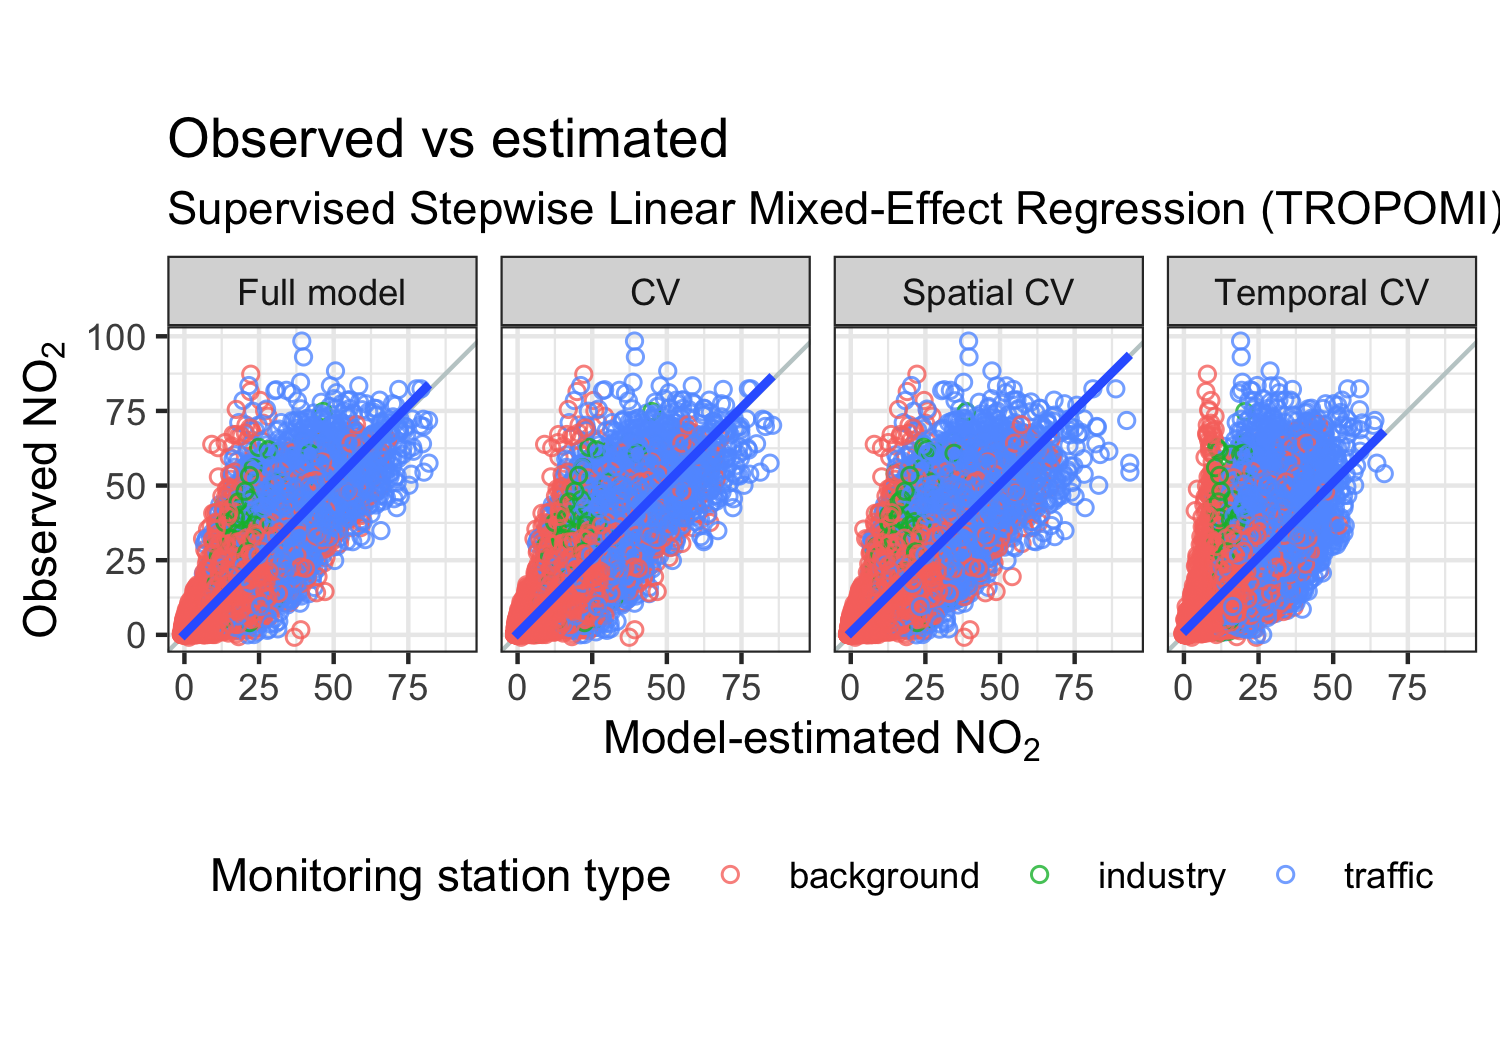 Observed vs estimated
Supervised Stepwise Linear Mixed-Effect Regression (TROPOMI)
Full model CV Spatial CV Temporal CV
Observed NO₂
100
75
50
25
0
0 25 50 75 0 25 50 75 0 25 50 75 0 25 50 75
Model-estimated NO₂
Monitoring station type background industry traffic